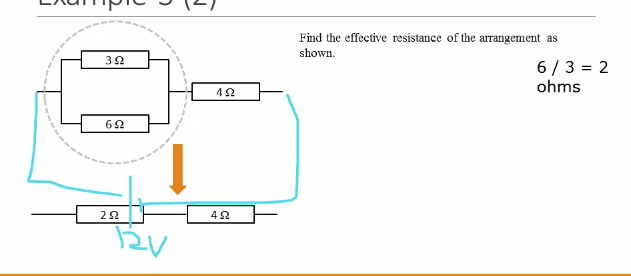 Example 3 (2)
Find the effective resistance of the arrangement as
shown.
6 / 3 = 2
ohms
3 Ω
4 Ω
6 Ω
2 Ω
4 Ω
12V